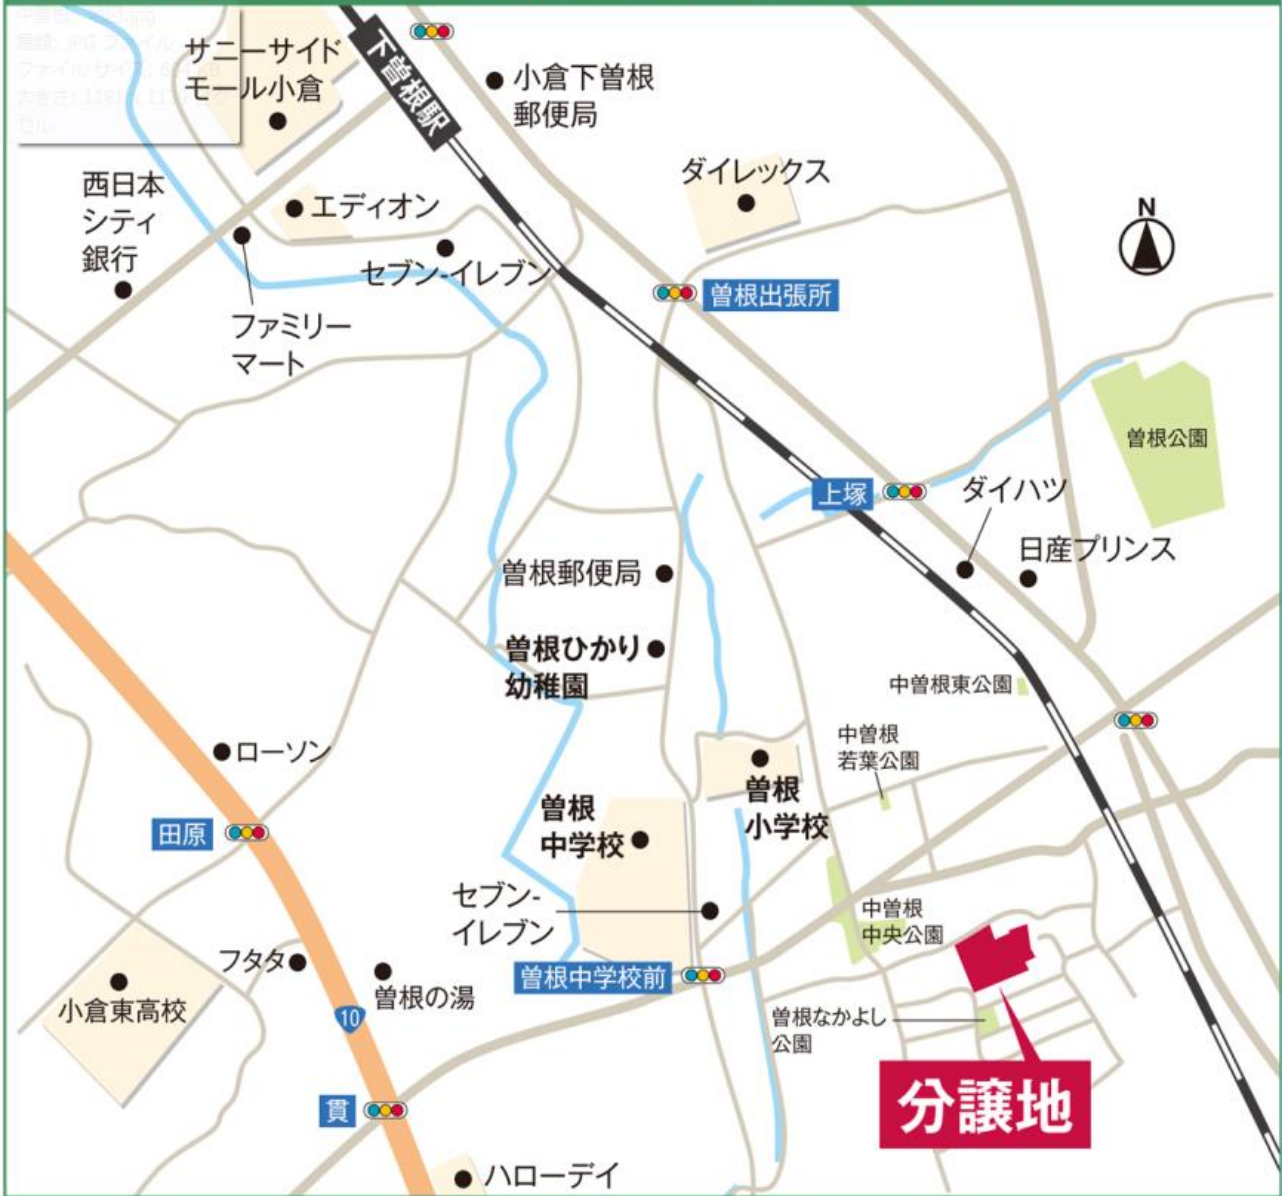 種類: JPG ファイル
サニーサイド
モール小倉
下曽根駅
小倉下曽根
郵便局
ダイレックス
西日本
シティ
銀行
エディオン
セブン-イレブン
ファミリー
マート
N
曽根出張所
曽根公園
上塚
ダイハツ
日産プリンス
曽根郵便局
曽根ひかり
幼稚園
中曽根東公園
中曽根
若葉公園
ローソン
田原
曽根
中学校
曽根
小学校
セブン-
イレブン
中曽根
中央公園
フタタ
曽根の湯
曽根中学校前
小倉東高校
10
曽根なかよし
公園
分譲地
貫
ハローデイ